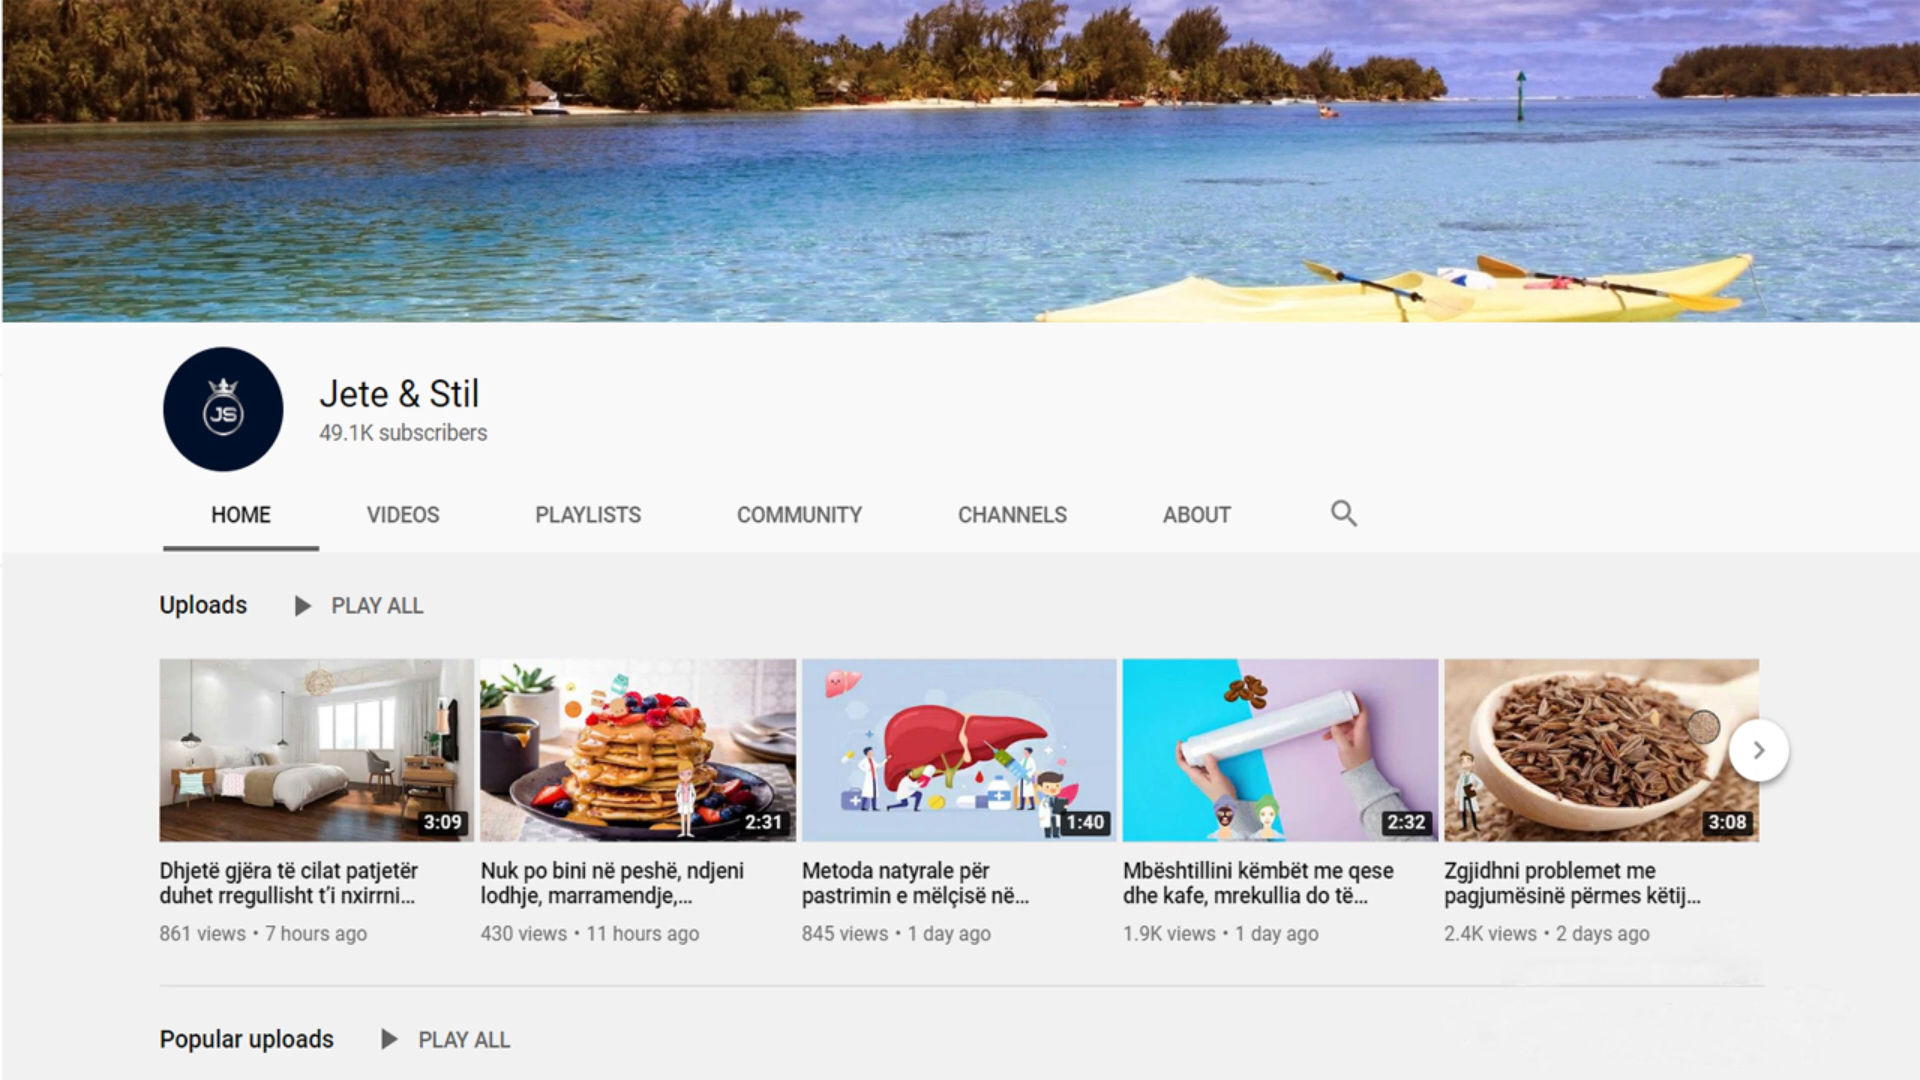 JS
Jete & Stil
49.1K subscribers
HOME VIDEOS PLAYLISTS COMMUNITY CHANNELS ABOUT
Uploads PLAY ALL
3:09 2:31 1:40 2:32 3:08
Dhjetë gjëra të cilat patjetër
duhet rregullisht t’i nxirrni...
861 views • 7 hours ago
Nuk po bini në peshë, ndjeni
lodhje, marramendje,...
430 views • 11 hours ago
Metoda natyrale për
pastrimin e mëlçisë në...
845 views • 1 day ago
Mbështillini këmbët me qese
dhe kafe, mrekullia do të...
1.9K views • 1 day ago
Zgjidhni problemet me
pagjumësinë përmes këtij...
2.4K views • 2 days ago
Popular uploads PLAY ALL